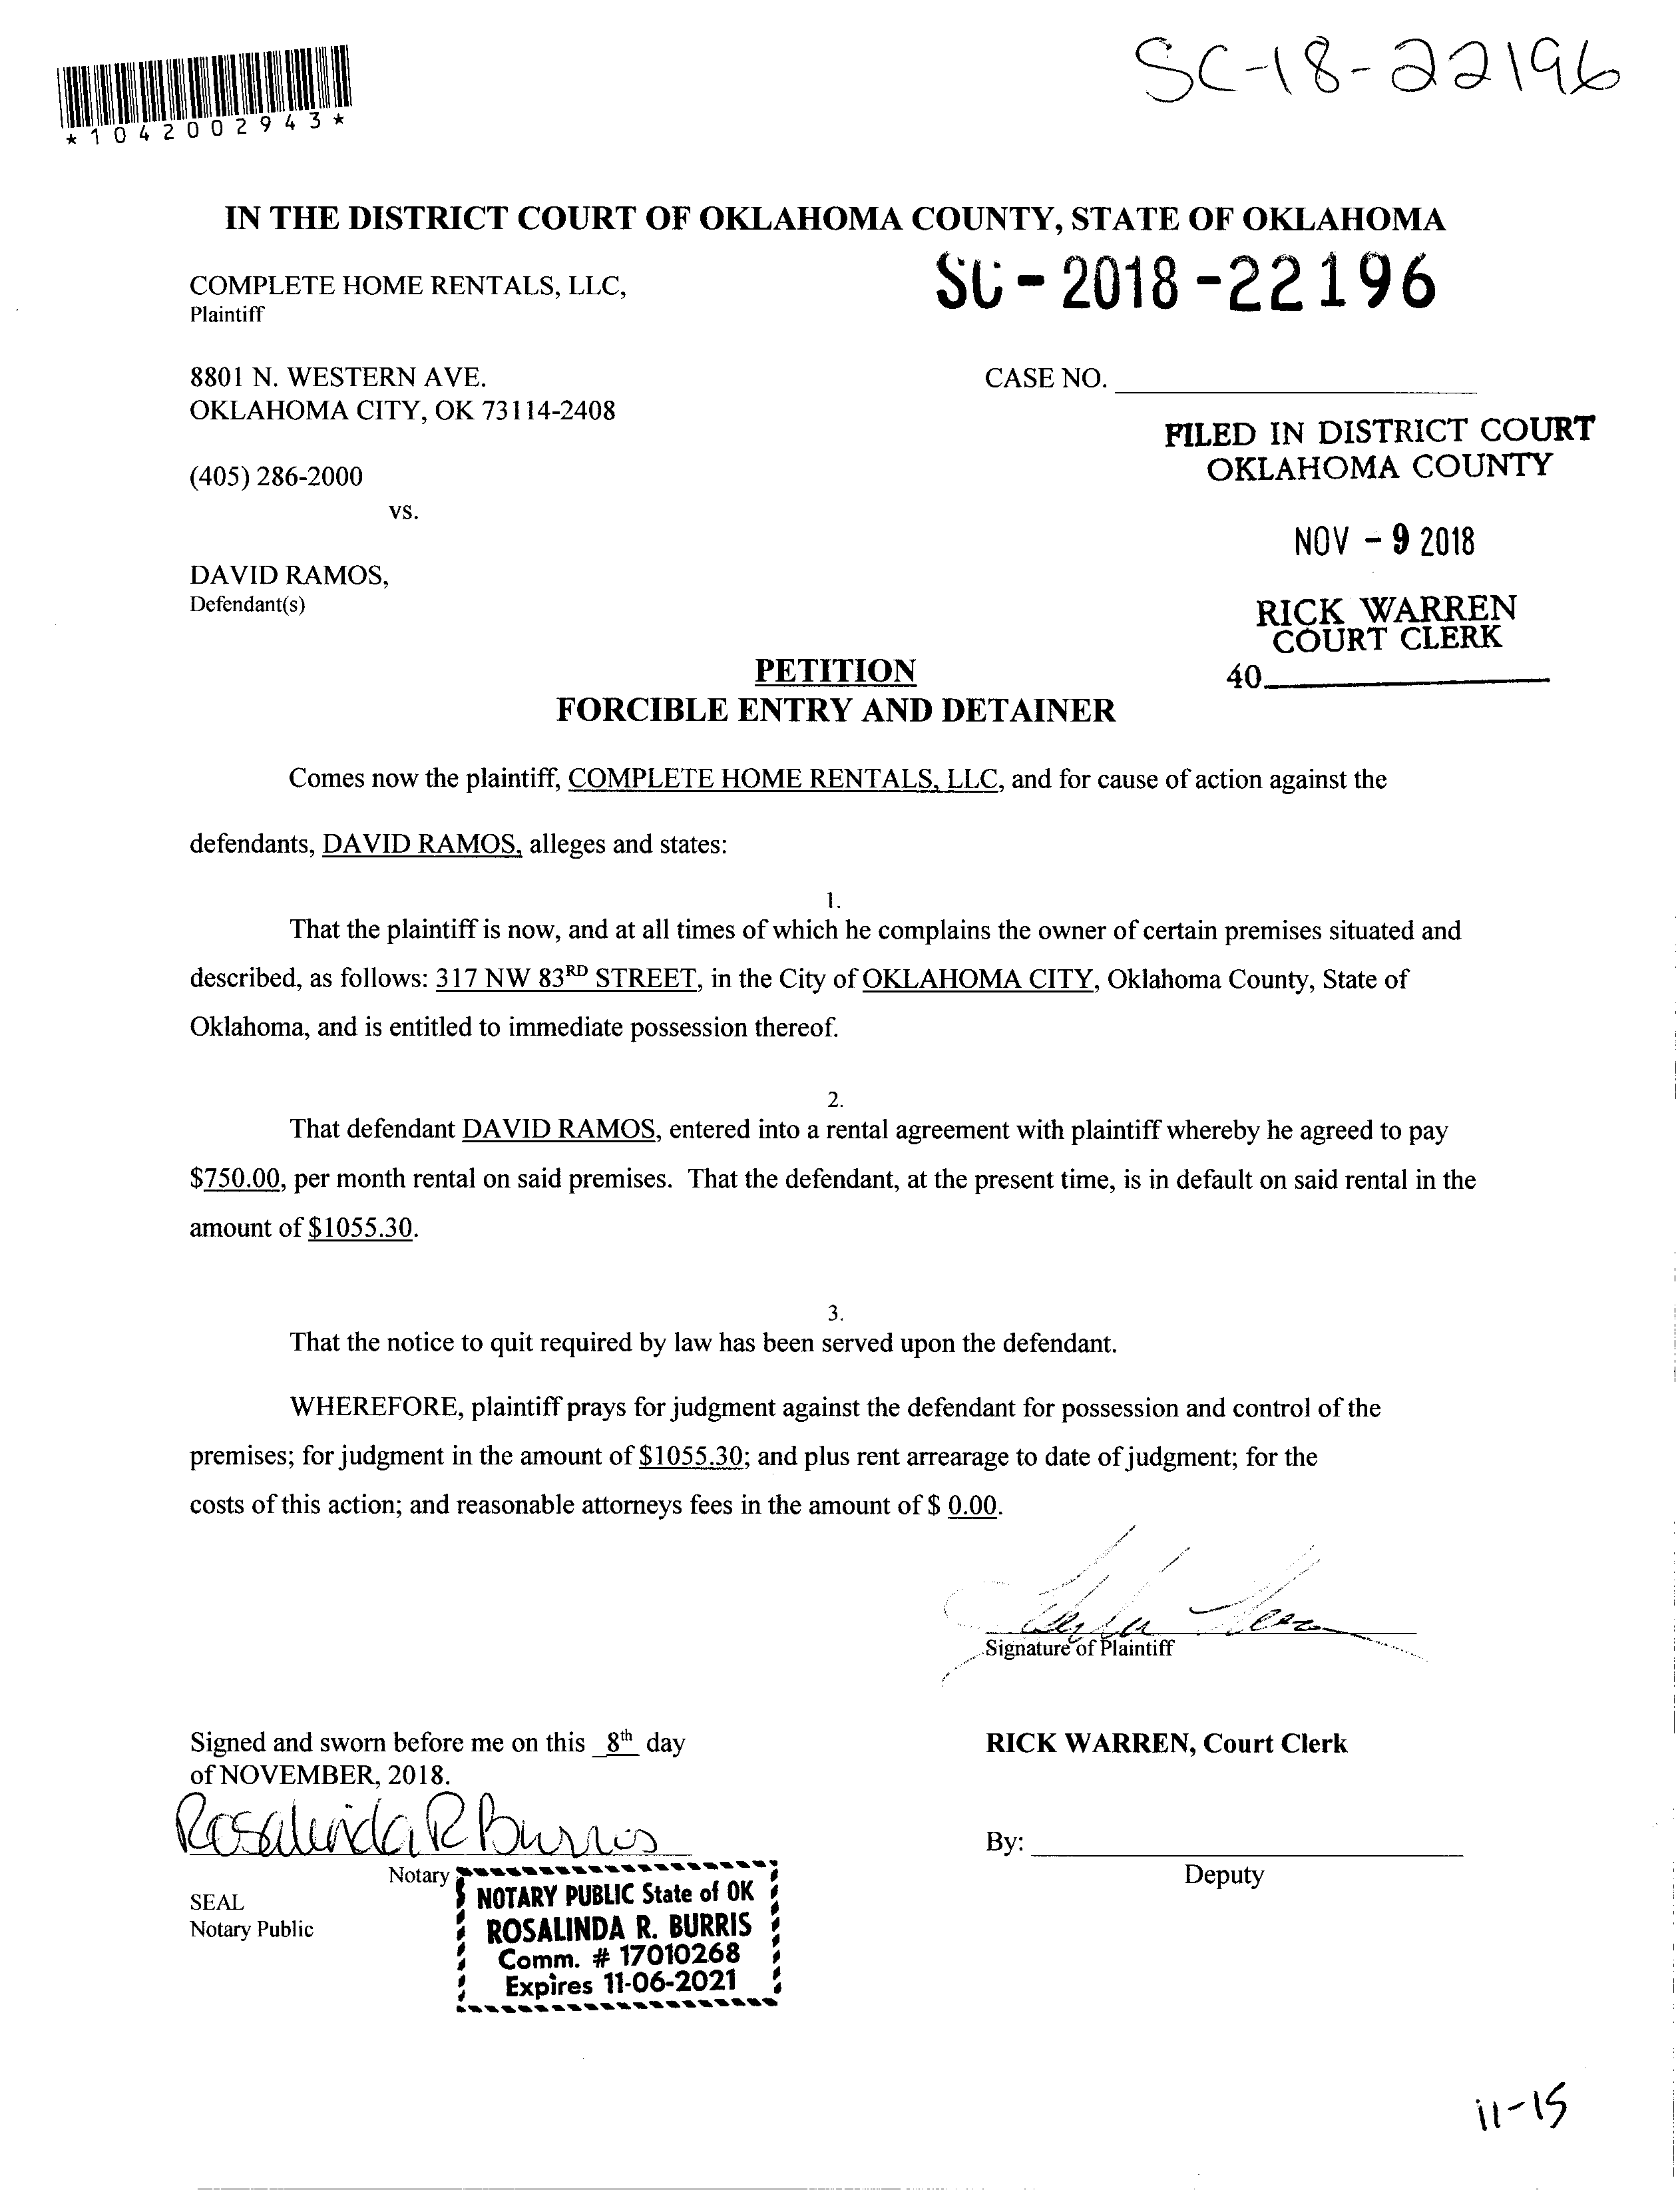 SC-18-22196
*1042002943*
IN THE DISTRICT COURT OF OKLAHOMA COUNTY, STATE OF OKLAHOMA
COMPLETE HOME RENTALS, LLC,
Plaintiff
SC-2018-22196
8801 N. WESTERN AVE.
OKLAHOMA CITY, OK 73114-2408
CASE NO.
FILED IN DISTRICT COURT
OKLAHOMA COUNTY
(405) 286-2000
vs.
NOV - 9 2018
DAVID RAMOS,
Defendant(s)
RICK WARREN
COURT CLERK
40
PETITION
FORCIBLE ENTRY AND DETAINER
Comes now the plaintiff, COMPLETE HOME RENTALS, LLC, and for cause of action against the
defendants, DAVID RAMOS, alleges and states:
1.
That the plaintiff is now, and at all times of which he complains the owner of certain premises situated and
described, as follows: 317 NW 83RD STREET, in the City of OKLAHOMA CITY, Oklahoma County, State of
Oklahoma, and is entitled to immediate possession thereof.
2.
That defendant DAVID RAMOS, entered into a rental agreement with plaintiff whereby he agreed to pay
$750.00, per month rental on said premises. That the defendant, at the present time, is in default on said rental in the
amount of $1055.30.
3.
That the notice to quit required by law has been served upon the defendant.
WHEREFORE, plaintiff prays for judgment against the defendant for possession and control of the
premises; for judgment in the amount of $1055.30; and plus rent arrearage to date of judgment; for the
costs of this action; and reasonable attorneys fees in the amount of $ 0.00.
Signature of Plaintiff
Signed and sworn before me on this 8th day
of NOVEMBER, 2018.
RICK WARREN, Court Clerk
Rosalinda R Burris
By:
Notary
Deputy
SEAL
Notary Public
NOTARY PUBLIC State of OK
ROSALINDA R. BURRIS
Comm. # 17010268
Expires 11-06-2021
11-15